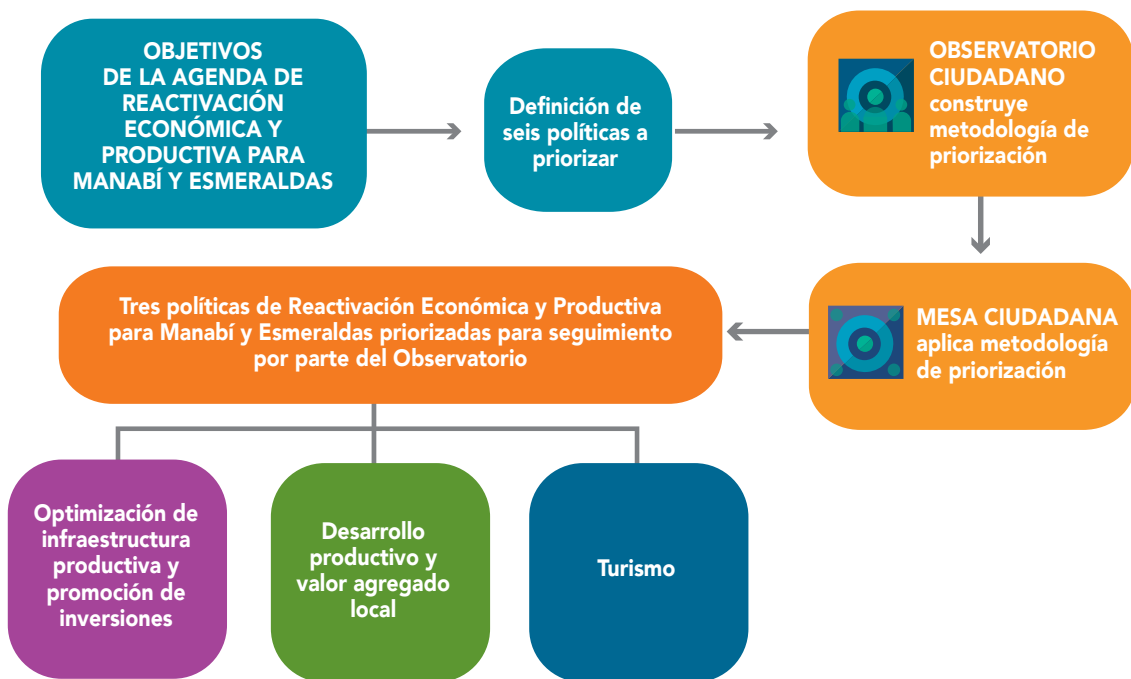 OBJETIVOS
DE LA AGENDA DE
REACTIVACIÓN
ECONÓMICA Y
PRODUCTIVA PARA
MANABÍ Y ESMERALDAS
Definición de
seis políticas a
priorizar
OBSERVATORIO
CIUDADANO
construye
metodología de
priorización
MESA CIUDADANA
aplica metodología
de priorización
Tres políticas de Reactivación Económica y Productiva
para Manabí y Esmeraldas priorizadas para seguimiento
por parte del Observatorio
Optimización de
infraestructura
productiva y
promoción de
inversiones
Desarrollo
productivo y
valor agregado
local
Turismo